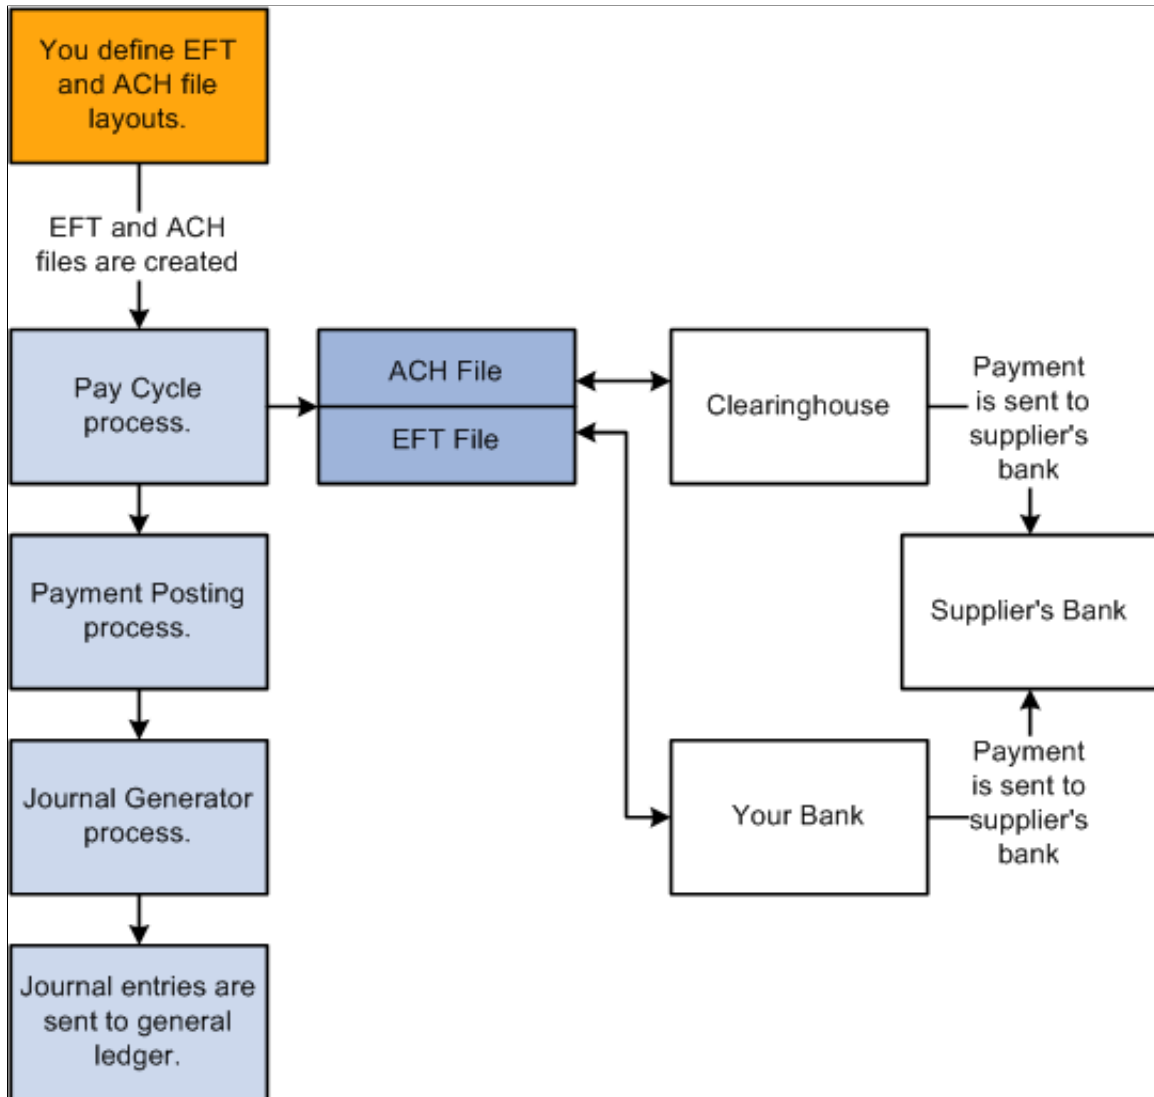 You define EFT
and ACH file
layouts.
EFT and ACH
files are created
Pay Cycle
process.
ACH File
EFT File
Clearinghouse
Payment
is sent to
supplier's
bank
Payment Posting
process.
Supplier's Bank
Journal Generator
process.
Your Bank
Payment
is sent to
supplier's
bank
Journal entries are
sent to general
ledger.